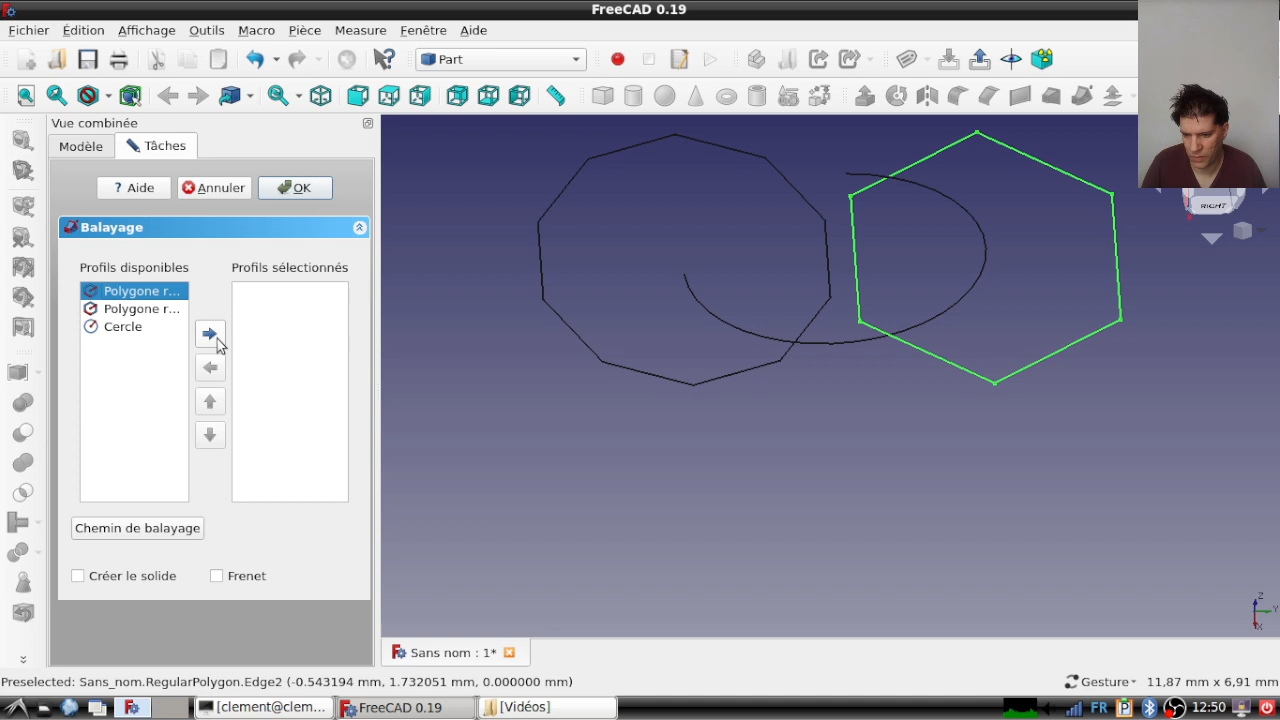 FreeCAD 0.19
Fichier Édition Affichage Outils Macro Pièce Measure Fenêtre Aide
Part
Vue combinée
Modèle Tâches
? Aide Annuler OK
Balayage
Profils disponibles Profils sélectionnés
Polygone r...
Polygone r...
Cercle
Chemin de balayage
Créer le solide Frenet
RIGHT
Z
Y
X
Sans nom : 1*
Preselected: Sans_nom.RegularPolygon.Edge2 (-0.543194 mm, 1.732051 mm, 0.000000 mm) Gesture 11,87 mm x 6,91 mm
[clement@clem... FreeCAD 0.19 [Vidéos] FR P 12:50